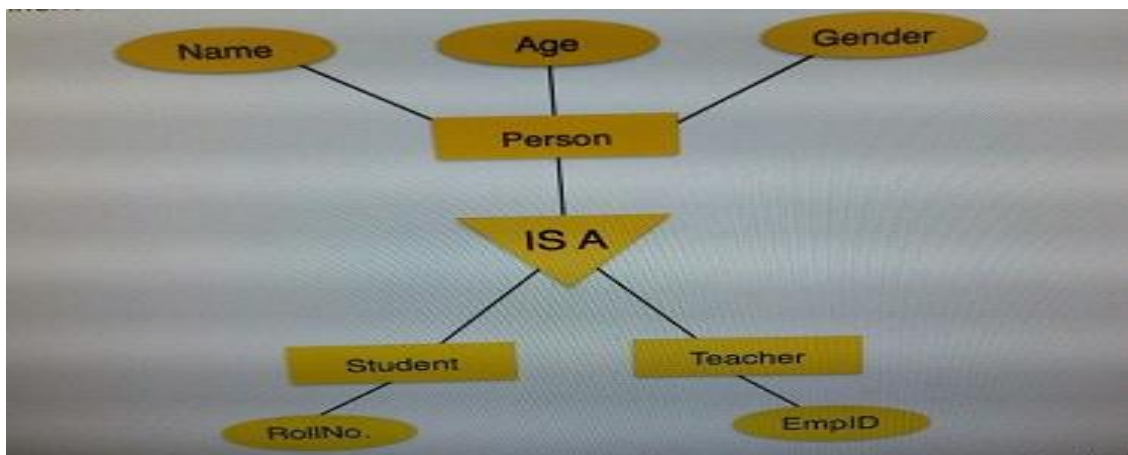 Name
Age
Gender
Person
IS A
Student
Teacher
RollNo.
EmpID